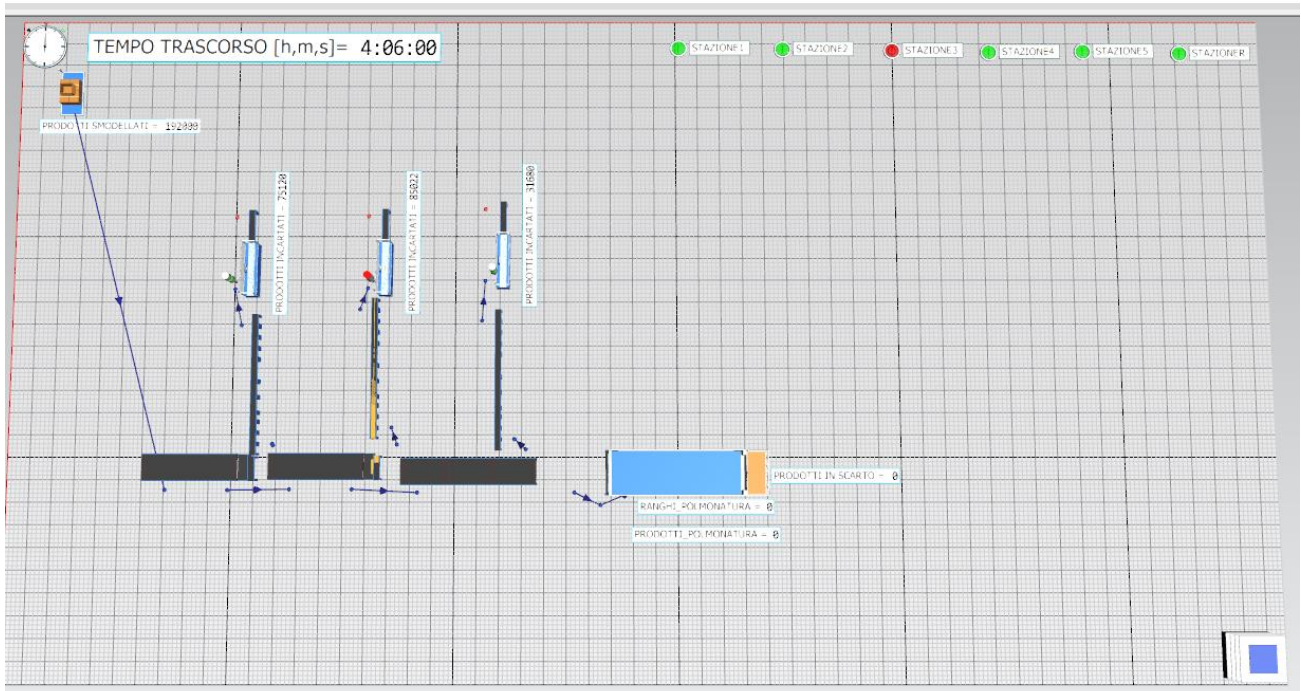 TEMPO TRASCORSO [h,m,s]= 4:06:00
STAZIONE1
STAZIONE2
STAZIONE3
STAZIONE4
STAZIONE5
STAZIONER
PRODOTTI SMODELLATI = 192000
PRODOTTI INCARTATI = 75120
PRODOTTI INCARTATI = 85022
PRODOTTI INCARTATI = 31680
PRODOTTI IN SCARTO = 0
RANGHI_POLMONATURA = 0
PRODOTTI_POLMONATURA = 0